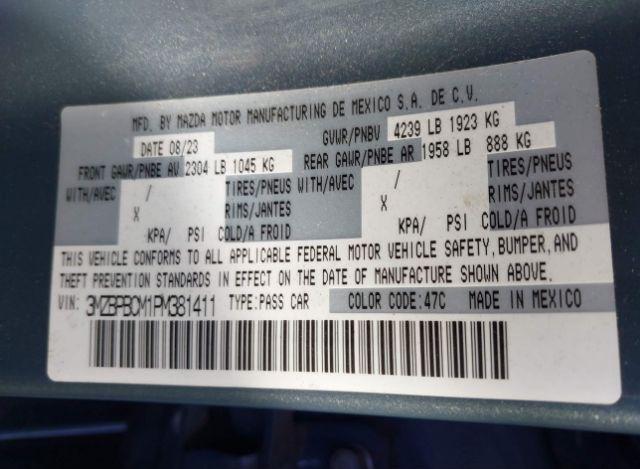 MFD. BY MAZDA MOTOR MANUFACTURING DE MEXICO S.A. DE C.V.
DATE 08/23 GVWR/PNBV 4239 LB 1923 KG
FRONT GAWR/PNBE AV 2304 LB 1045 KG REAR GAWR/PNBE AR 1958 LB 888 KG
WITH/AVEC / TIRES/PNEUS WITH/AVEC / TIRES/PNEUS
X RIMS/JANTES X RIMS/JANTES
KPA/ PSI COLD/A FROID KPA/ PSI COLD/A FROID
THIS VEHICLE CONFORMS TO ALL APPLICABLE FEDERAL MOTOR VEHICLE SAFETY, BUMPER, AND
THEFT PREVENTION STANDARDS IN EFFECT ON THE DATE OF MANUFACTURE SHOWN ABOVE.
VIN: 3MZBPBCM1PM381411 TYPE:PASS CAR COLOR CODE:47C MADE IN MEXICO